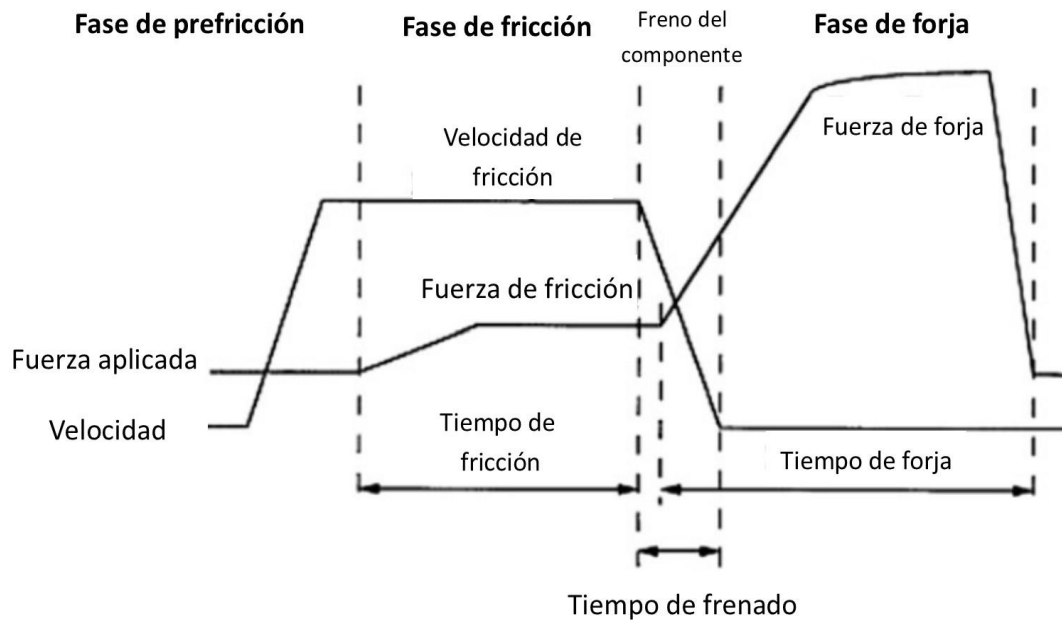 Fase de prefricción
Fase de fricción
Freno del
componente
Fase de forja
Velocidad de
fricción
Fuerza de forja
Fuerza de fricción
Fuerza aplicada
Velocidad
Tiempo de
fricción
Tiempo de forja
Tiempo de frenado